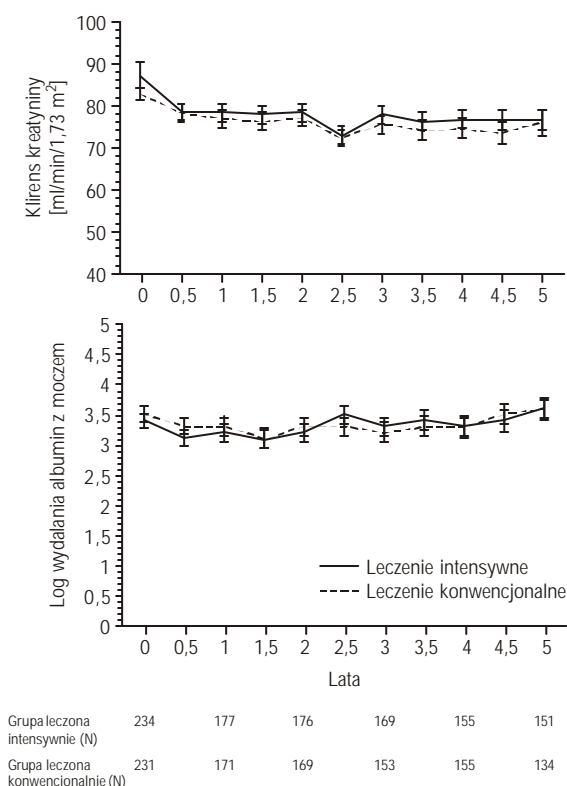 Klirens kreatyniny
[ml/min/1,73 m²]
100
90
80
70
60
50
40
0 0,5 1 1,5 2 2,5 3 3,5 4 4,5 5
Log wydalania albumin z moczem
5
4,5
4
3,5
3
2,5
2
1,5
1
0,5
0
Leczenie intensywne
Leczenie konwencjonalne
0 0,5 1 1,5 2 2,5 3 3,5 4 4,5 5
Lata
Grupa leczona 234 177 176 169 155 151
intensywnie (N)
Grupa leczona 231 171 169 153 155 134
konwencjonalnie (N)